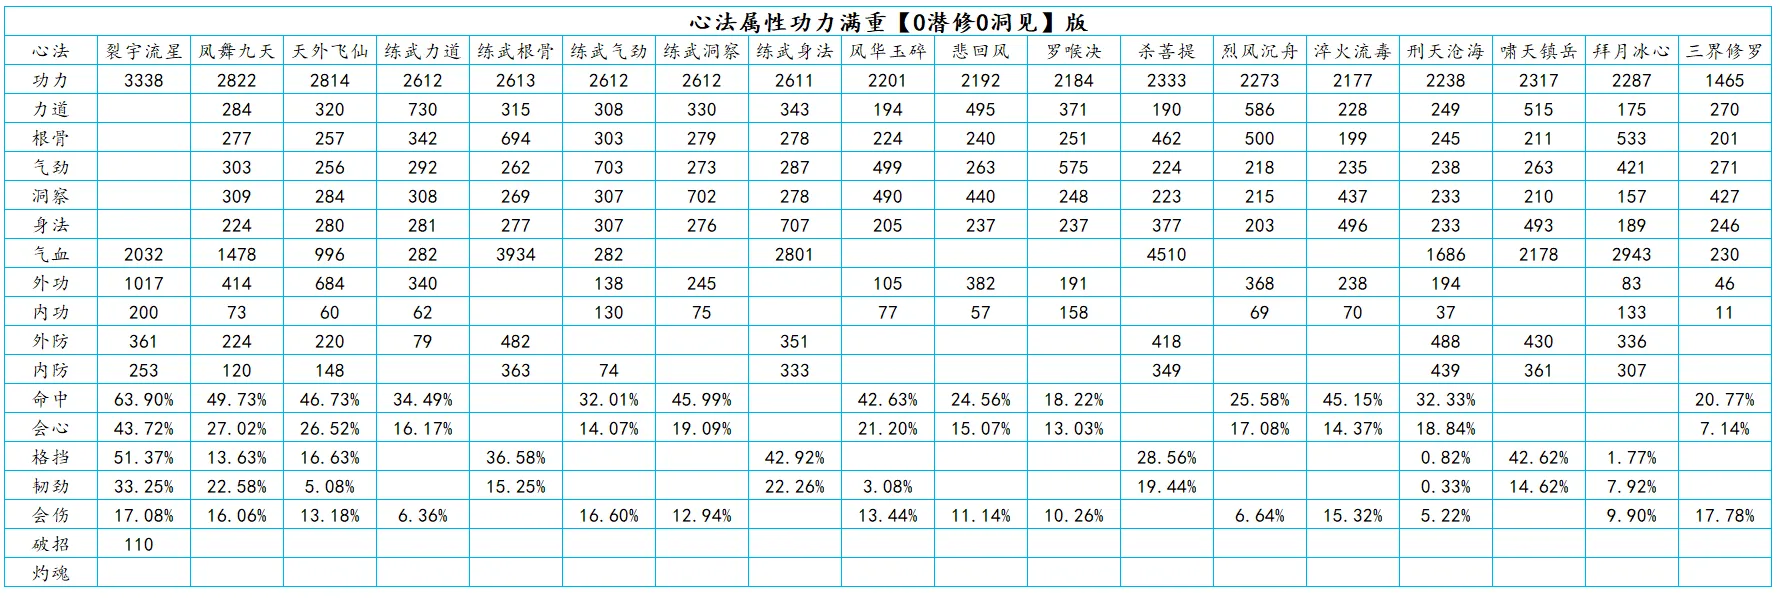 心法属性功力满重【0潜修0洞见】版
心法 裂宇流星 凤舞九天 天外飞仙 练武力道 练武根骨 练武气劲 练武洞察 练武身法 风华玉碎 悲回风 罗喉决 杀菩提 烈风沉舟 淬火流毒 刑天沧海 啸天镇岳 拜月冰心 三界修罗
功力 3338 2822 2814 2612 2613 2612 2612 2611 2201 2192 2184 2333 2273 2177 2238 2317 2287 1465
力道 284 320 730 315 308 330 343 194 495 371 190 586 228 249 515 175 270
根骨 277 257 342 694 303 279 278 224 240 251 462 500 199 245 211 533 201
气劲 303 256 292 262 703 273 287 499 263 575 224 218 235 238 263 421 271
洞察 309 284 308 269 307 702 278 490 440 248 223 215 437 233 210 157 427
身法 224 280 281 277 307 276 707 205 237 237 377 203 496 233 493 189 246
气血 2032 1478 996 282 3934 282 2801 4510 1686 2178 2943 230
外功 1017 414 684 340 138 245 105 382 191 368 238 194 83 46
内功 200 73 60 62 130 75 77 57 158 69 70 37 133 11
外防 361 224 220 79 482 351 418 488 430 336
内防 253 120 148 363 74 333 349 439 361 307
命中 63.90% 49.73% 46.73% 34.49% 32.01% 45.99% 42.63% 24.56% 18.22% 25.58% 45.15% 32.33% 20.77%
会心 43.72% 27.02% 26.52% 16.17% 14.07% 19.09% 21.20% 15.07% 13.03% 17.08% 14.37% 18.84% 7.14%
格挡 51.37% 13.63% 16.63% 36.58% 42.92% 28.56% 0.82% 42.62% 1.77%
韧劲 33.25% 22.58% 5.08% 15.25% 22.26% 3.08% 19.44% 0.33% 14.62% 7.92%
会伤 17.08% 16.06% 13.18% 6.36% 16.60% 12.94% 13.44% 11.14% 10.26% 6.64% 15.32% 5.22% 9.90% 17.78%
破招 110
灼魂